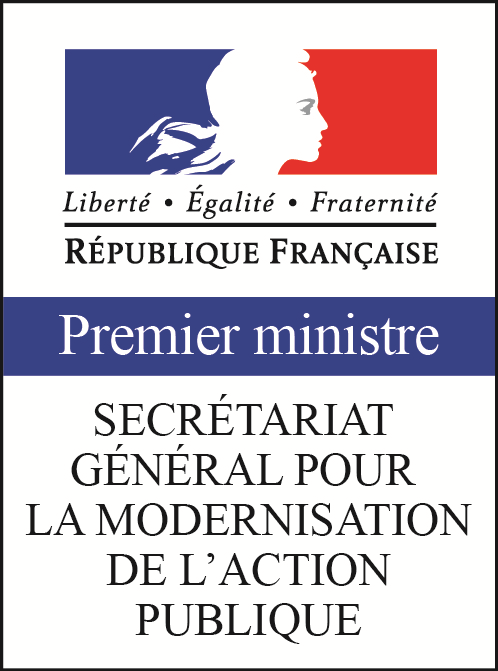 Liberté • Égalité • Fraternité
RÉPUBLIQUE FRANÇAISE
Premier ministre
SECRÉTARIAT
GÉNÉRAL POUR
LA MODERNISATION
DE L’ACTION
PUBLIQUE